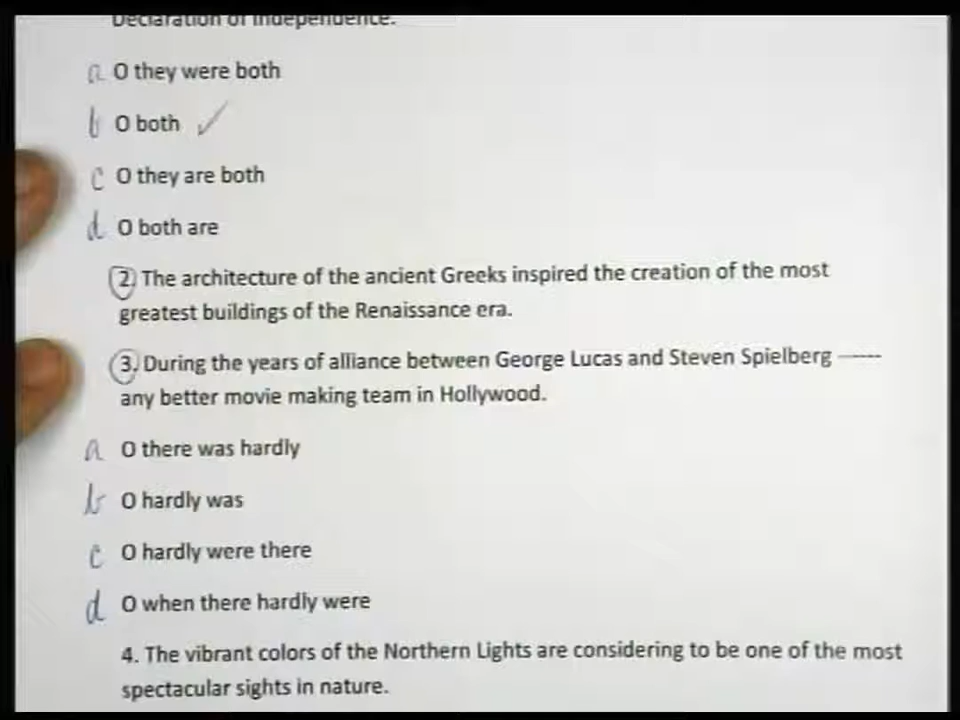 Declaration of Independence.
a O they were both
b O both ✓
c O they are both
d O both are
2. The architecture of the ancient Greeks inspired the creation of the most
greatest buildings of the Renaissance era.
3. During the years of alliance between George Lucas and Steven Spielberg ------
any better movie making team in Hollywood.
a O there was hardly
b O hardly was
c O hardly were there
d O when there hardly were
4. The vibrant colors of the Northern Lights are considering to be one of the most
spectacular sights in nature.